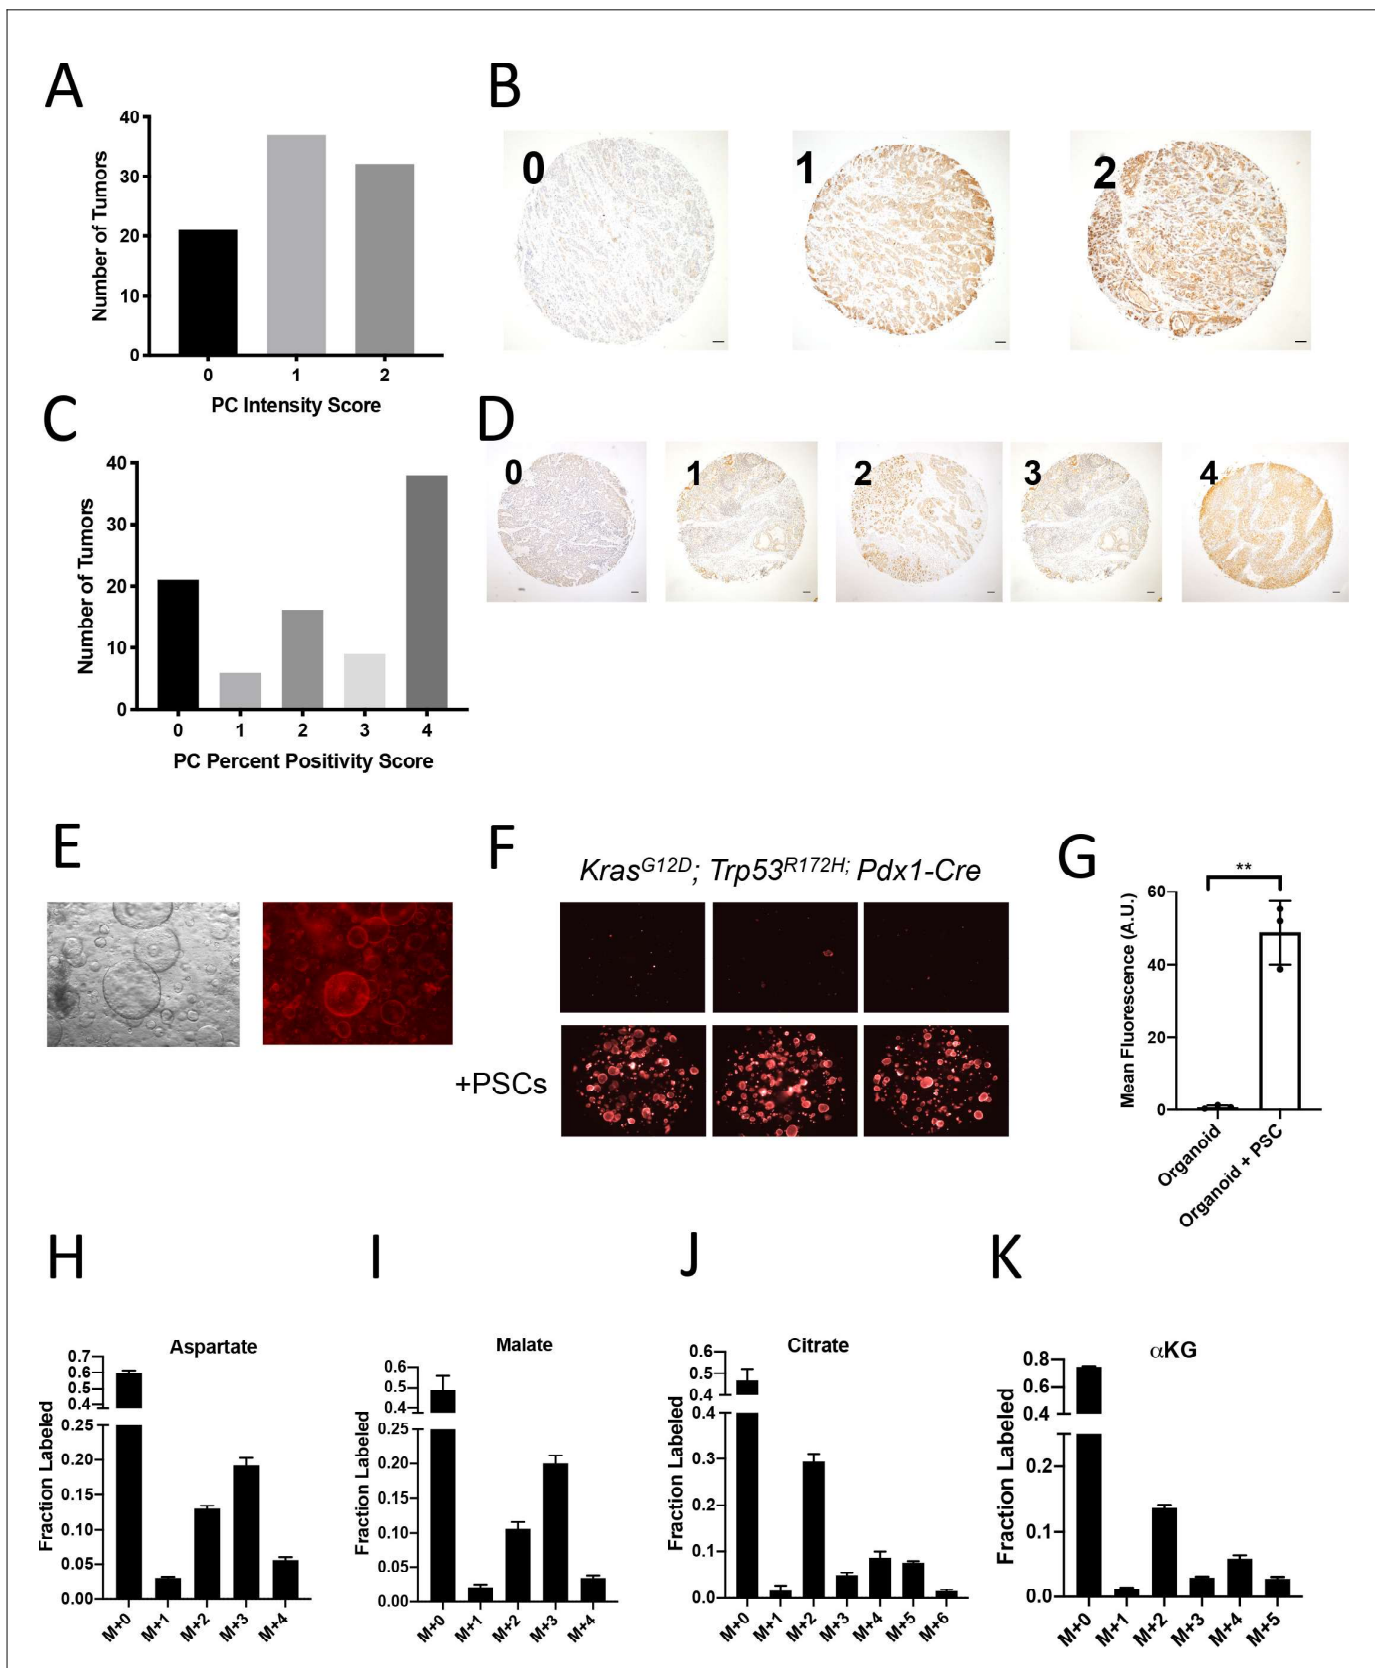 A
40
30
20
10
0
Number of Tumors
0 1 2
PC Intensity Score
B
0 1 2
C
40
30
20
10
0
Number of Tumors
0 1 2 3 4
PC Percent Positivity Score
D
0 1 2 3 4
E
F
KrasG12D; Trp53R172H; Pdx1-Cre
+PSCs
G
**
60
40
20
0
Mean Fluorescence (A.U.)
Organoid
Organoid + PSC
H
Aspartate
0.7
0.6
0.5
0.4
0.25
0.20
0.15
0.10
0.05
0.00
Fraction Labeled
M+0 M+1 M+2 M+3 M+4
I
Malate
0.6
0.5
0.4
0.25
0.20
0.15
0.10
0.05
0.00
Fraction Labeled
M+0 M+1 M+2 M+3 M+4
J
Citrate
0.6
0.5
0.4
0.4
0.3
0.2
0.1
0.0
Fraction Labeled
M+0 M+1 M+2 M+3 M+4 M+5 M+6
K
αKG
0.8
0.6
0.4
0.2
0.1
0.0
Fraction Labeled
M+0 M+1 M+2 M+3 M+4 M+5